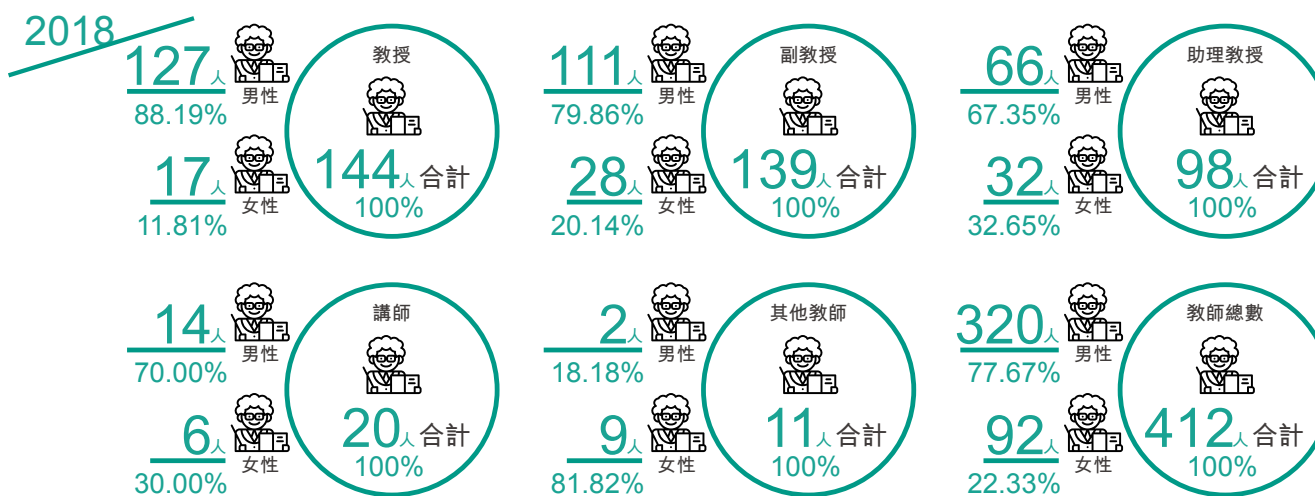 2018
127人
男性
88.19%
17人
女性
11.81%
教授
144人合計
100%
111人
男性
79.86%
28人
女性
20.14%
副教授
139人合計
100%
66人
男性
67.35%
32人
女性
32.65%
助理教授
98人合計
100%
14人
男性
70.00%
6人
女性
30.00%
講師
20人合計
100%
2人
男性
18.18%
9人
女性
81.82%
其他教師
11人合計
100%
320人
男性
77.67%
92人
女性
22.33%
教師總數
412人合計
100%